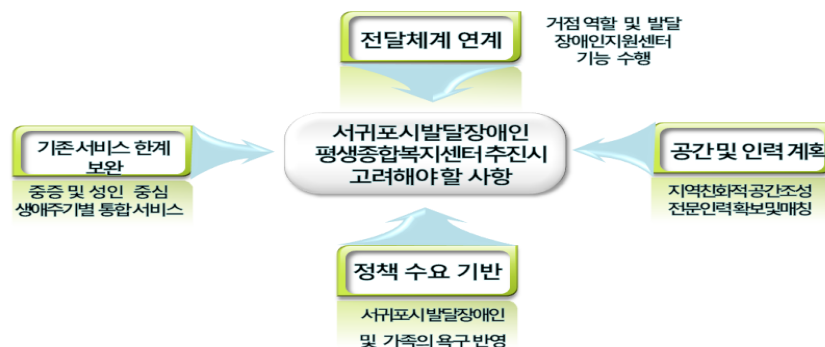 전달체계 연계
거점 역할 및 발달
장애인지원센터
기능 수행
기존 서비스 한계
보완
중증 및 성인 중심
생애주기별 통합 서비스
서귀포시발달장애인
평생종합복지센터 추진시
고려해야 할 사항
공간 및 인력 계획
지역친화적 공간조성
전문인력 확보및매칭
정책 수요 기반
서귀포시 발달장애인
및 가족의 욕구 반영